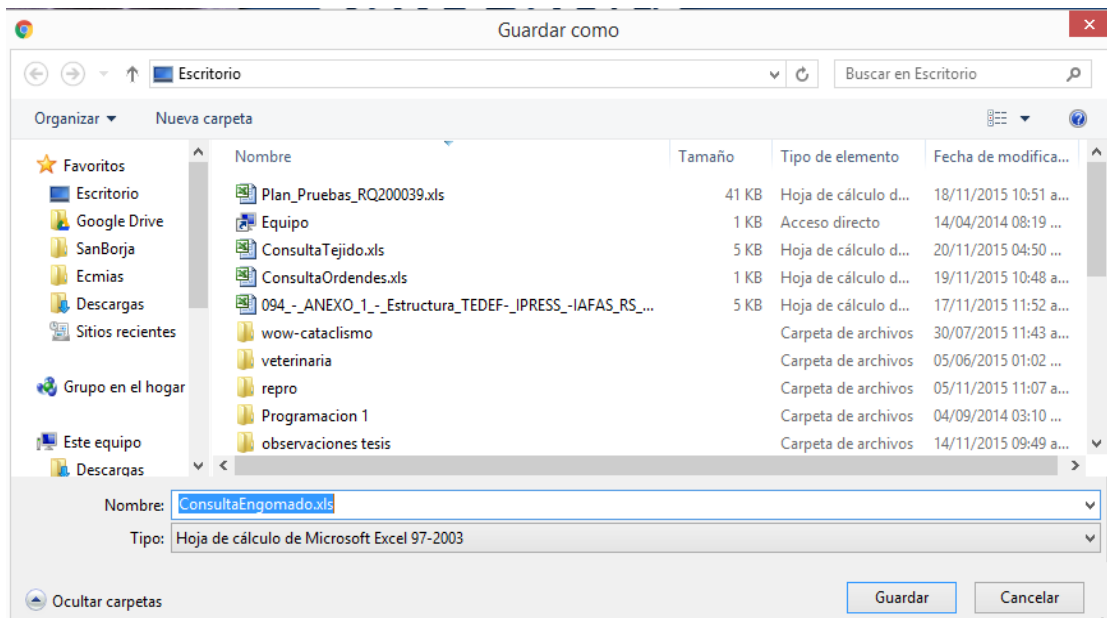 Guardar como
Escritorio
Buscar en Escritorio
Organizar
Nueva carpeta
Nombre Tamaño Tipo de elemento Fecha de modifica...
Favoritos
Escritorio
Google Drive
SanBorja
Ecmias
Descargas
Sitios recientes
Grupo en el hogar
Este equipo
Descargas
Plan_Pruebas_RQ200039.xls 41 KB Hoja de cálculo d... 18/11/2015 10:51 a...
Equipo 1 KB Acceso directo 14/04/2014 08:19 ...
ConsultaTejido.xls 5 KB Hoja de cálculo d... 20/11/2015 04:50 ...
ConsultaOrdendes.xls 1 KB Hoja de cálculo d... 19/11/2015 10:48 a...
094_-_ANEXO_1_-_Estructura_TEDEF-_IPRESS_-IAFAS_RS_... 5 KB Hoja de cálculo d... 17/11/2015 11:52 a...
wow-cataclismo Carpeta de archivos 30/07/2015 11:43 a...
veterinaria Carpeta de archivos 05/06/2015 01:02 ...
repro Carpeta de archivos 05/11/2015 11:07 a...
Programacion 1 Carpeta de archivos 04/09/2014 03:10 ...
observaciones tesis Carpeta de archivos 14/11/2015 09:49 a...
Nombre: ConsultaEngomado.xls
Tipo: Hoja de cálculo de Microsoft Excel 97-2003
Ocultar carpetas
Guardar
Cancelar